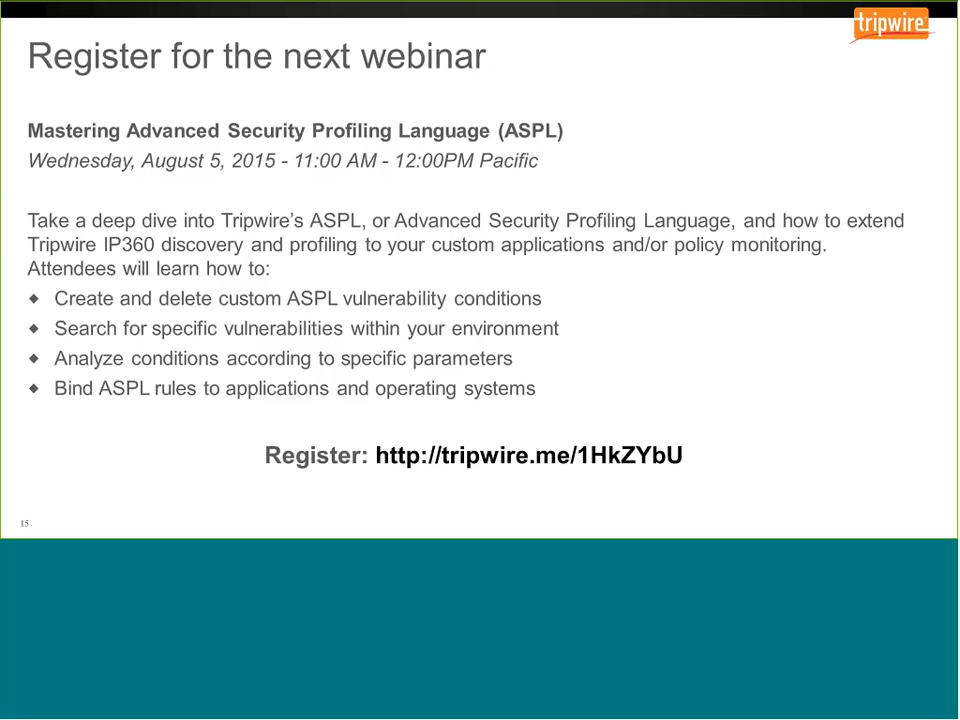 tripwire
Register for the next webinar
Mastering Advanced Security Profiling Language (ASPL)
Wednesday, August 5, 2015 - 11:00 AM - 12:00PM Pacific
Take a deep dive into Tripwire's ASPL, or Advanced Security Profiling Language, and how to extend
Tripwire IP360 discovery and profiling to your custom applications and/or policy monitoring.
Attendees will learn how to:
Create and delete custom ASPL vulnerability conditions
Search for specific vulnerabilities within your environment
Analyze conditions according to specific parameters
Bind ASPL rules to applications and operating systems
Register: http://tripwire.me/1HkZYbU
15